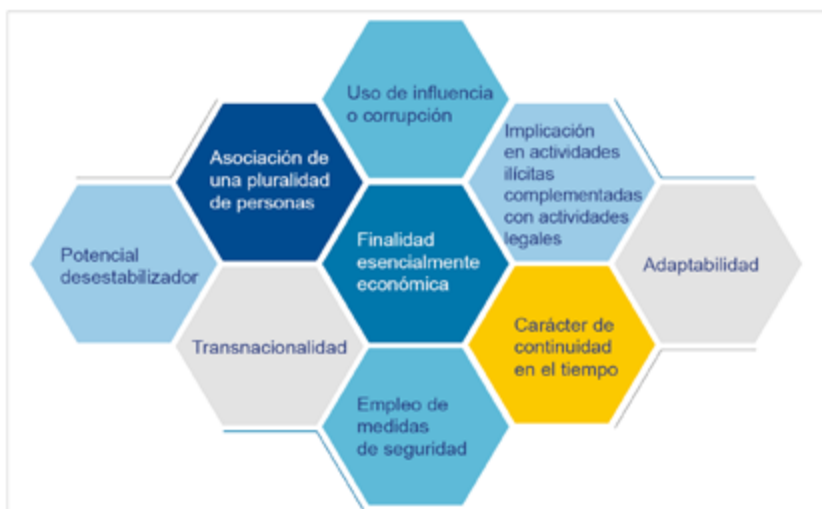 Uso de influencia
o corrupción
Asociación de
una pluralidad
de personas
Implicación
en actividades
ilícitas
complementadas
con actividades
legales
Potencial
desestabilizador
Finalidad
esencialmente
económica
Adaptabilidad
Transnacionalidad
Carácter de
continuidad
en el tiempo
Empleo de
medidas
de seguridad